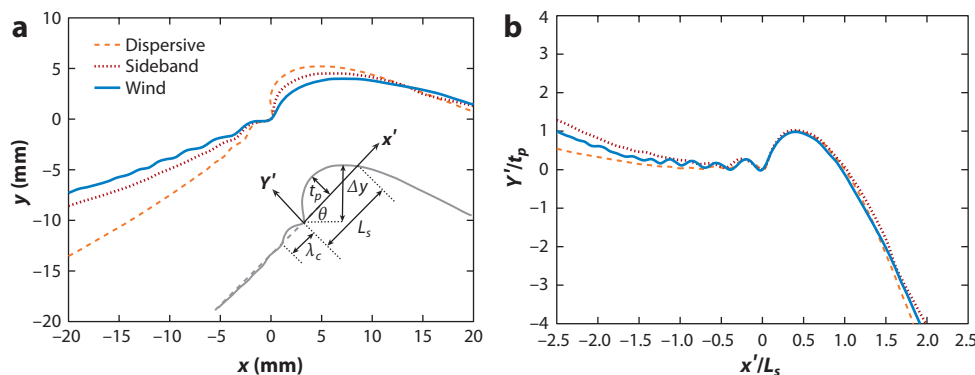 a
Dispersive
Sideband
Wind
y (mm)
10
5
0
−5
−10
−15
−20
−20
−15
−10
−5
0
5
10
15
20
x (mm)
x′
Y′
t_p
Δy
θ
L_s
λ_c
b
Y′/t_p
4
3
2
1
0
−1
−2
−3
−4
−2.5
−2.0
−1.5
−1.0
−0.5
0
0.5
1.0
1.5
2.0
2.5
x′/L_s